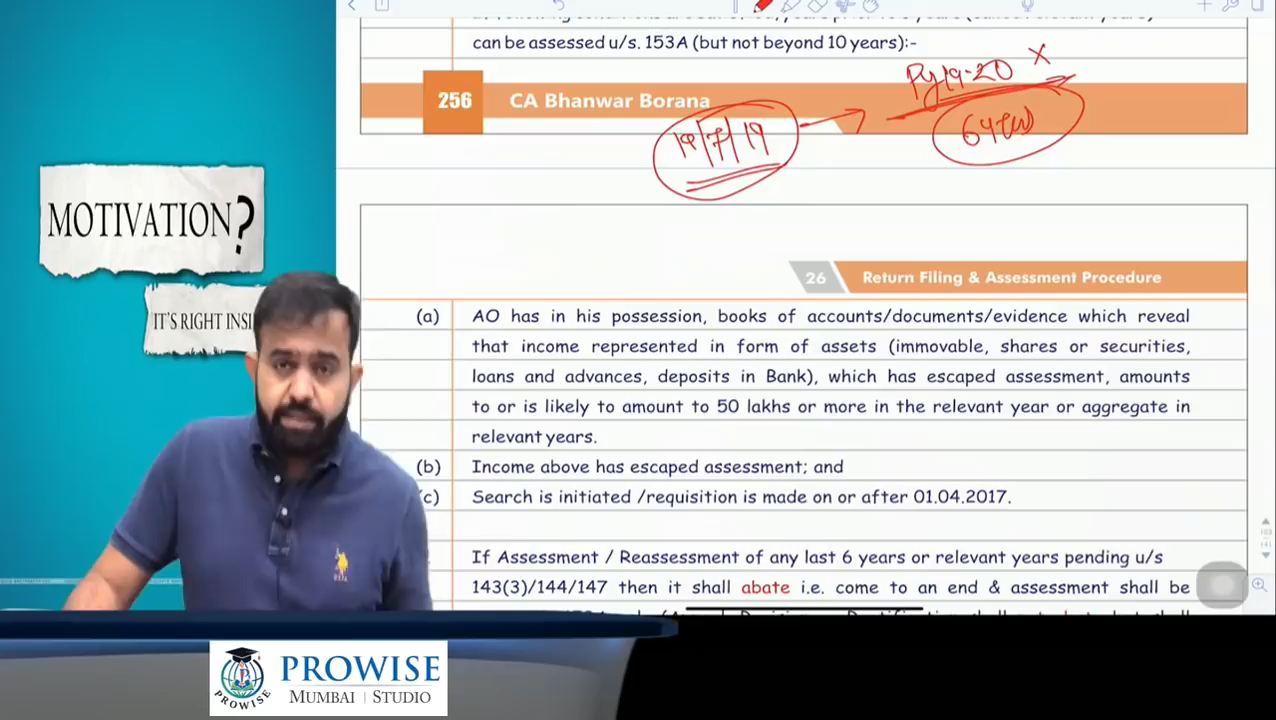 can be assessed u/s. 153A (but not beyond 10 years):-
Py 19-20 X
256 CA Bhanwar Borana
19/7/19
MOTIVATION?
IT'S RIGHT INSI
26 Return Filing & Assessment Procedure
(a) AO has in his possession, books of accounts/documents/evidence which reveal
that income represented in form of assets (immovable, shares or securities,
loans and advances, deposits in Bank), which has escaped assessment, amounts
to or is likely to amount to 50 lakhs or more in the relevant year or aggregate in
relevant years.
(b) Income above has escaped assessment; and
(c) Search is initiated /requisition is made on or after 01.04.2017.
If Assessment / Reassessment of any last 6 years or relevant years pending u/s
143(3)/144/147 then it shall abate i.e. come to an end & assessment shall be
PROWISE
PROWISE
MUMBAI | STUDIO